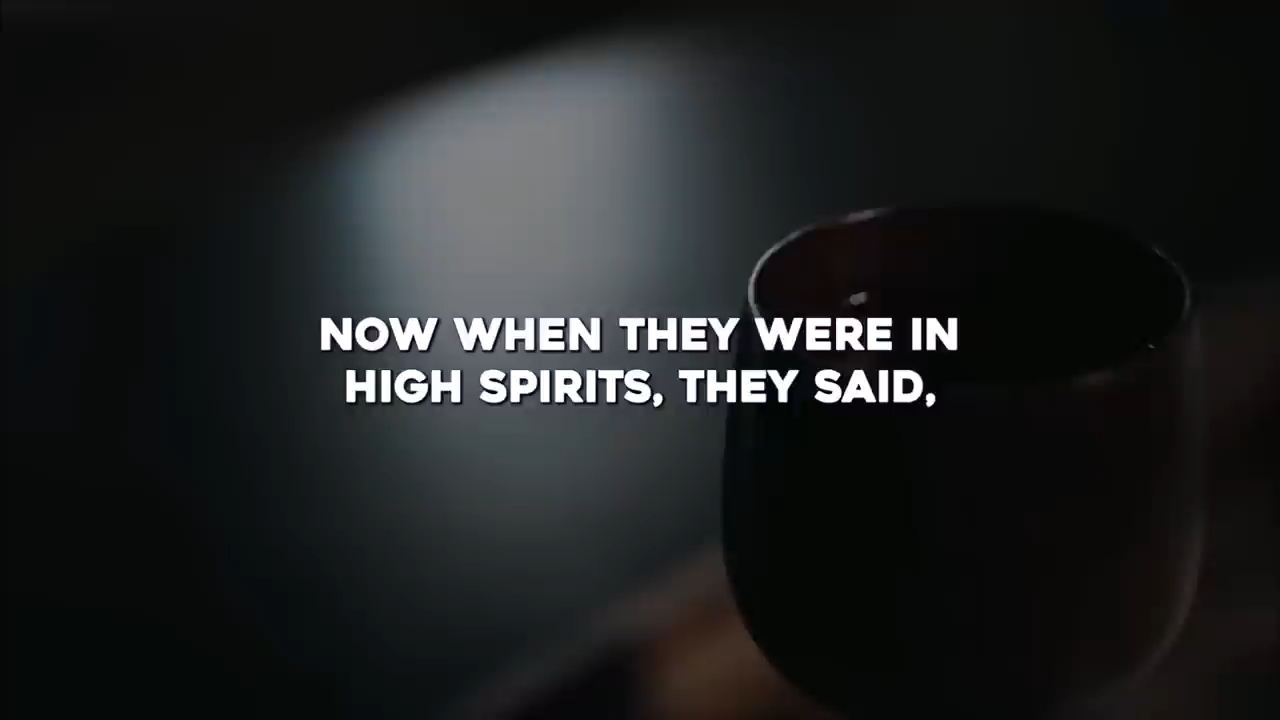 NOW WHEN THEY WERE IN
HIGH SPIRITS, THEY SAID,